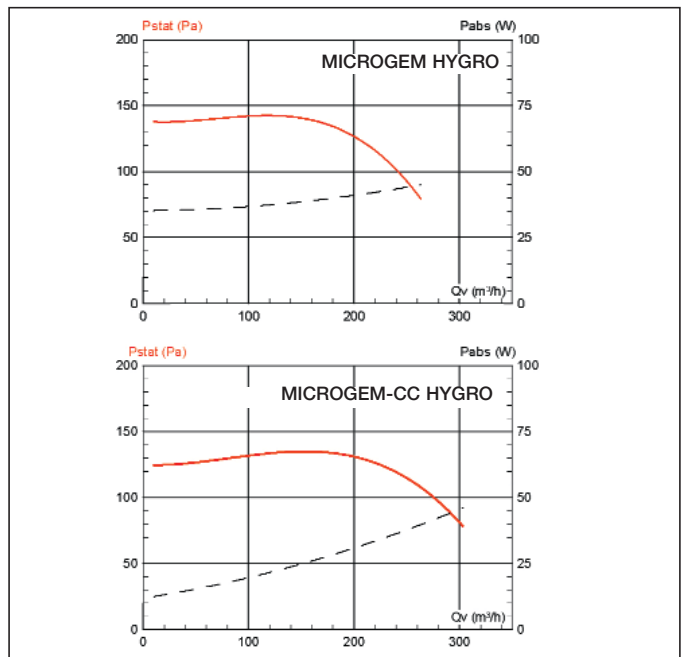 Pstat (Pa) Pabs (W)
200 100
MICROGEM HYGRO
150 75
100 50
50 25
Qv (m³/h)
0 0
0 100 200 300
Pstat (Pa) Pabs (W)
200 100
MICROGEM-CC HYGRO
150 75
100 50
50 25
Qv (m³/h)
0 0
0 100 200 300